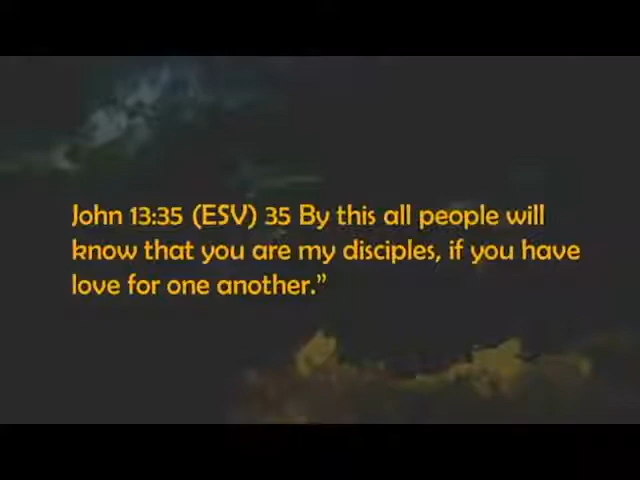 John 13:35 (ESV) 35 By this all people will
know that you are my disciples, if you have
love for one another.”